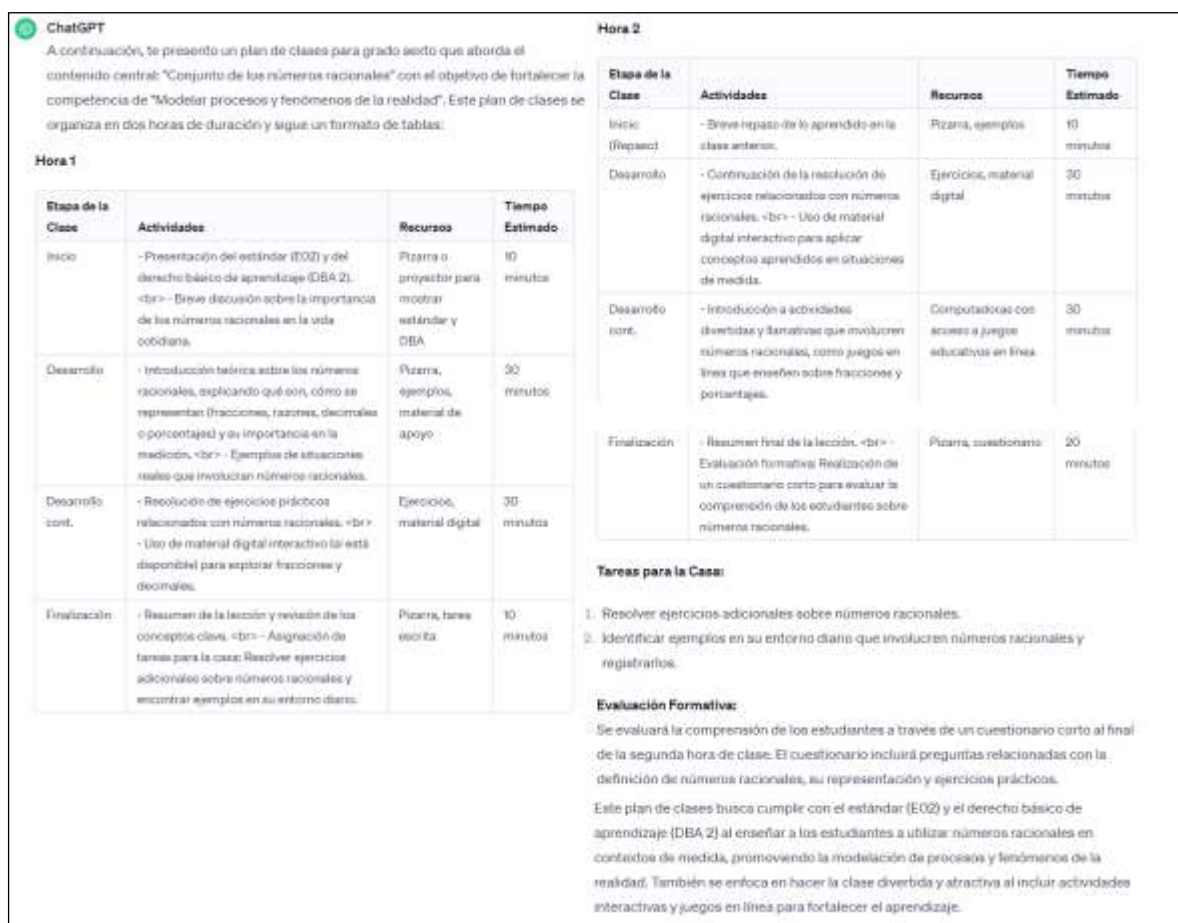 ChatGPT
A continuación, te presento un plan de clases para grado sexto que aborda el
contenido central: "Conjunto de los números racionales" con el objetivo de fortalecer la
competencia de "Modelar procesos y fenómenos de la realidad". Este plan de clases se
organiza en dos horas de duración y sigue un formato de tablas:
Hora 1
Etapa de la
Clase
Actividades
Recursos
Tiempo
Estimado
Inicio
- Presentación del estándar (E02) y del
derecho básico de aprendizaje (DBA 2).
<br> - Breve discusión sobre la importancia
de los números racionales en la vida
cotidiana.
Pizarra o
proyector para
mostrar
estándar y
DBA
10
minutos
Desarrollo
- Introducción teórica sobre los números
racionales, explicando qué son, cómo se
representan (fracciones, razones, decimales
o porcentajes) y su importancia en la
medición. <br> - Ejemplos de situaciones
reales que involucran números racionales.
Pizarra,
ejemplos,
material de
apoyo
30
minutos
Desarrollo
cont.
- Resolución de ejercicios prácticos
relacionados con números racionales. <br>
- Uso de material digital interactivo (si está
disponible) para explorar fracciones y
decimales.
Ejercicios,
material digital
30
minutos
Finalización
- Resumen de la lección y revisión de los
conceptos clave. <br> - Asignación de
tareas para la casa: Resolver ejercicios
adicionales sobre números racionales y
encontrar ejemplos en su entorno diario.
Pizarra, tarea
escrita
10
minutos
Hora 2
Etapa de la
Clase
Actividades
Recursos
Tiempo
Estimado
Inicio
(Repaso)
- Breve repaso de lo aprendido en la
clase anterior.
Pizarra, ejemplos
10
minutos
Desarrollo
- Continuación de la resolución de
ejercicios relacionados con números
racionales. <br> - Uso de material
digital interactivo para aplicar
conceptos aprendidos en situaciones
de medida.
Ejercicios, material
digital
30
minutos
Desarrollo
cont.
- Introducción a actividades
divertidas y llamativas que involucren
números racionales, como juegos en
línea que enseñen sobre fracciones y
porcentajes.
Computadoras con
acceso a juegos
educativos en línea
30
minutos
Finalización
- Resumen final de la lección. <br> -
Evaluación formativa: Realización de
un cuestionario corto para evaluar la
comprensión de los estudiantes sobre
números racionales.
Pizarra, cuestionario
20
minutos
Tareas para la Casa:
1. Resolver ejercicios adicionales sobre números racionales.
2. Identificar ejemplos en su entorno diario que involucren números racionales y
registrarlos.
Evaluación Formativa:
Se evaluará la comprensión de los estudiantes a través de un cuestionario corto al final
de la segunda hora de clase. El cuestionario incluirá preguntas relacionadas con la
definición de números racionales, su representación y ejercicios prácticos.
Este plan de clases busca cumplir con el estándar (E02) y el derecho básico de
aprendizaje (DBA 2) al enseñar a los estudiantes a utilizar números racionales en
contextos de medida, promoviendo la modelación de procesos y fenómenos de la
realidad. También se enfoca en hacer la clase divertida y atractiva al incluir actividades
interactivas y juegos en línea para fortalecer el aprendizaje.